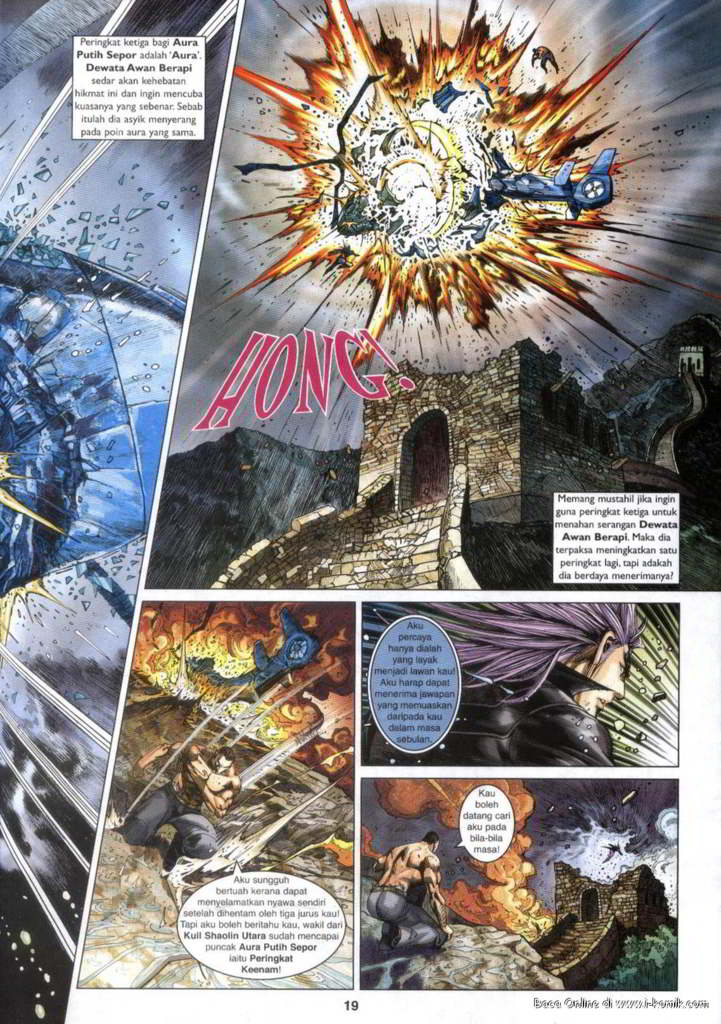 Peringkat ketiga bagi Aura
Putih Sepor adalah 'Aura'.
Dewata Awan Berapi
sedar akan kehebatan
hikmat ini dan ingin mencuba
kuasanya yang sebenar. Sebab
itulah dia asyik menyerang
pada poin aura yang sama.
HONG!
Memang mustahil jika ingin
guna peringkat ketiga untuk
menahan serangan Dewata
Awan Berapi. Maka dia
terpaksa meningkatkan satu
peringkat lagi, tapi adakah
dia berdaya menerimanya?
Aku sungguh
bertuah kerana dapat
menyelamatkan nyawa sendiri
setelah dihentam oleh tiga jurus kau!
Tapi aku boleh beritahu kau, wakil dari
Kuil Shaolin Utara sudah mencapai
puncak Aura Putih Sepor
iaitu Peringkat
Keenam!
Aku
percaya
hanya dialah
yang layak
menjadi lawan kau!
Aku harap dapat
menerima jawapan
yang memuaskan
daripada kau
dalam masa
sebulan.
Kau
boleh
datang cari
aku pada
bila-bila
masa!
19
Baca Online di www.i-komik.com